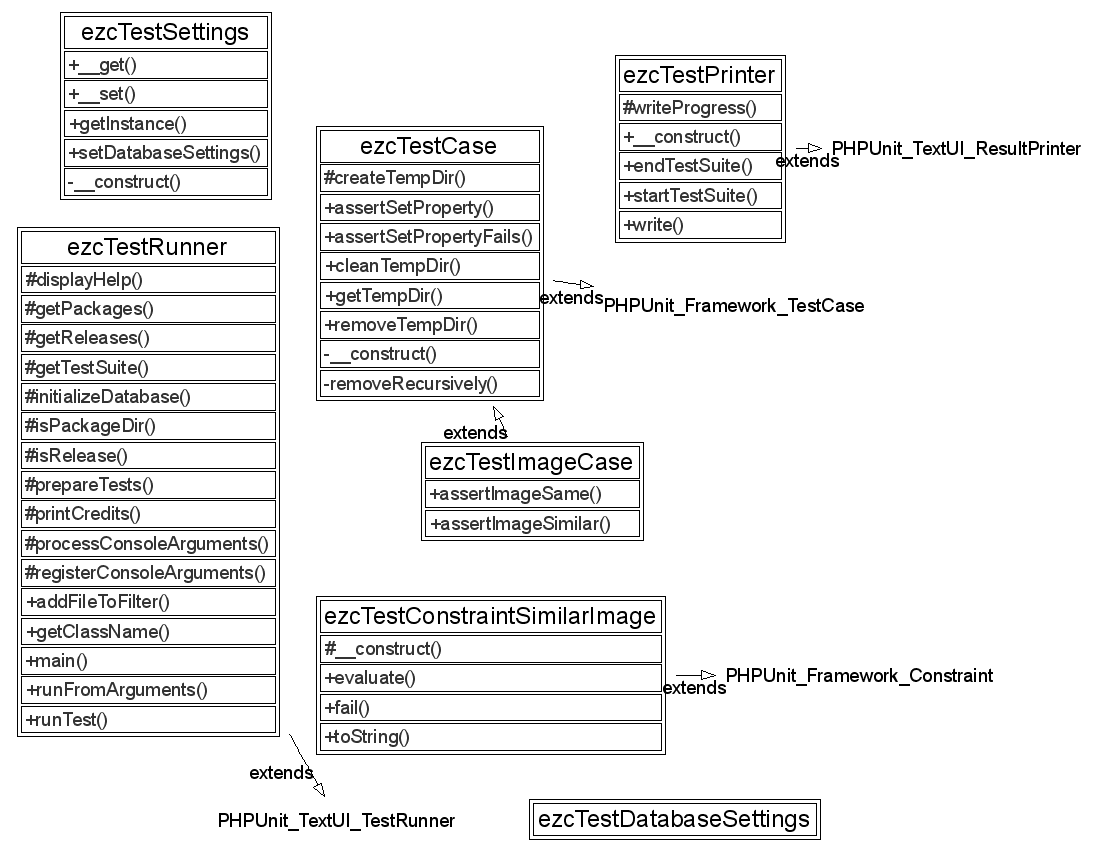 ezcTestSettings
+__get()
+__set()
+getInstance()
+setDatabaseSettings()
-__construct()
ezcTestPrinter
#writeProgress()
+__construct()
+endTestSuite()
+startTestSuite()
+write()
extends
PHPUnit_TextUI_ResultPrinter
ezcTestCase
#createTempDir()
+assertSetProperty()
+assertSetPropertyFails()
+cleanTempDir()
+getTempDir()
+removeTempDir()
-__construct()
-removeRecursively()
extends
PHPUnit_Framework_TestCase
ezcTestRunner
#displayHelp()
#getPackages()
#getReleases()
#getTestSuite()
#initializeDatabase()
#isPackageDir()
#isRelease()
#prepareTests()
#printCredits()
#processConsoleArguments()
#registerConsoleArguments()
+addFileToFilter()
+getClassName()
+main()
+runFromArguments()
+runTest()
extends
PHPUnit_TextUI_TestRunner
extends
ezcTestImageCase
+assertImageSame()
+assertImageSimilar()
ezcTestConstraintSimilarImage
#__construct()
+evaluate()
+fail()
+toString()
extends
PHPUnit_Framework_Constraint
ezcTestDatabaseSettings